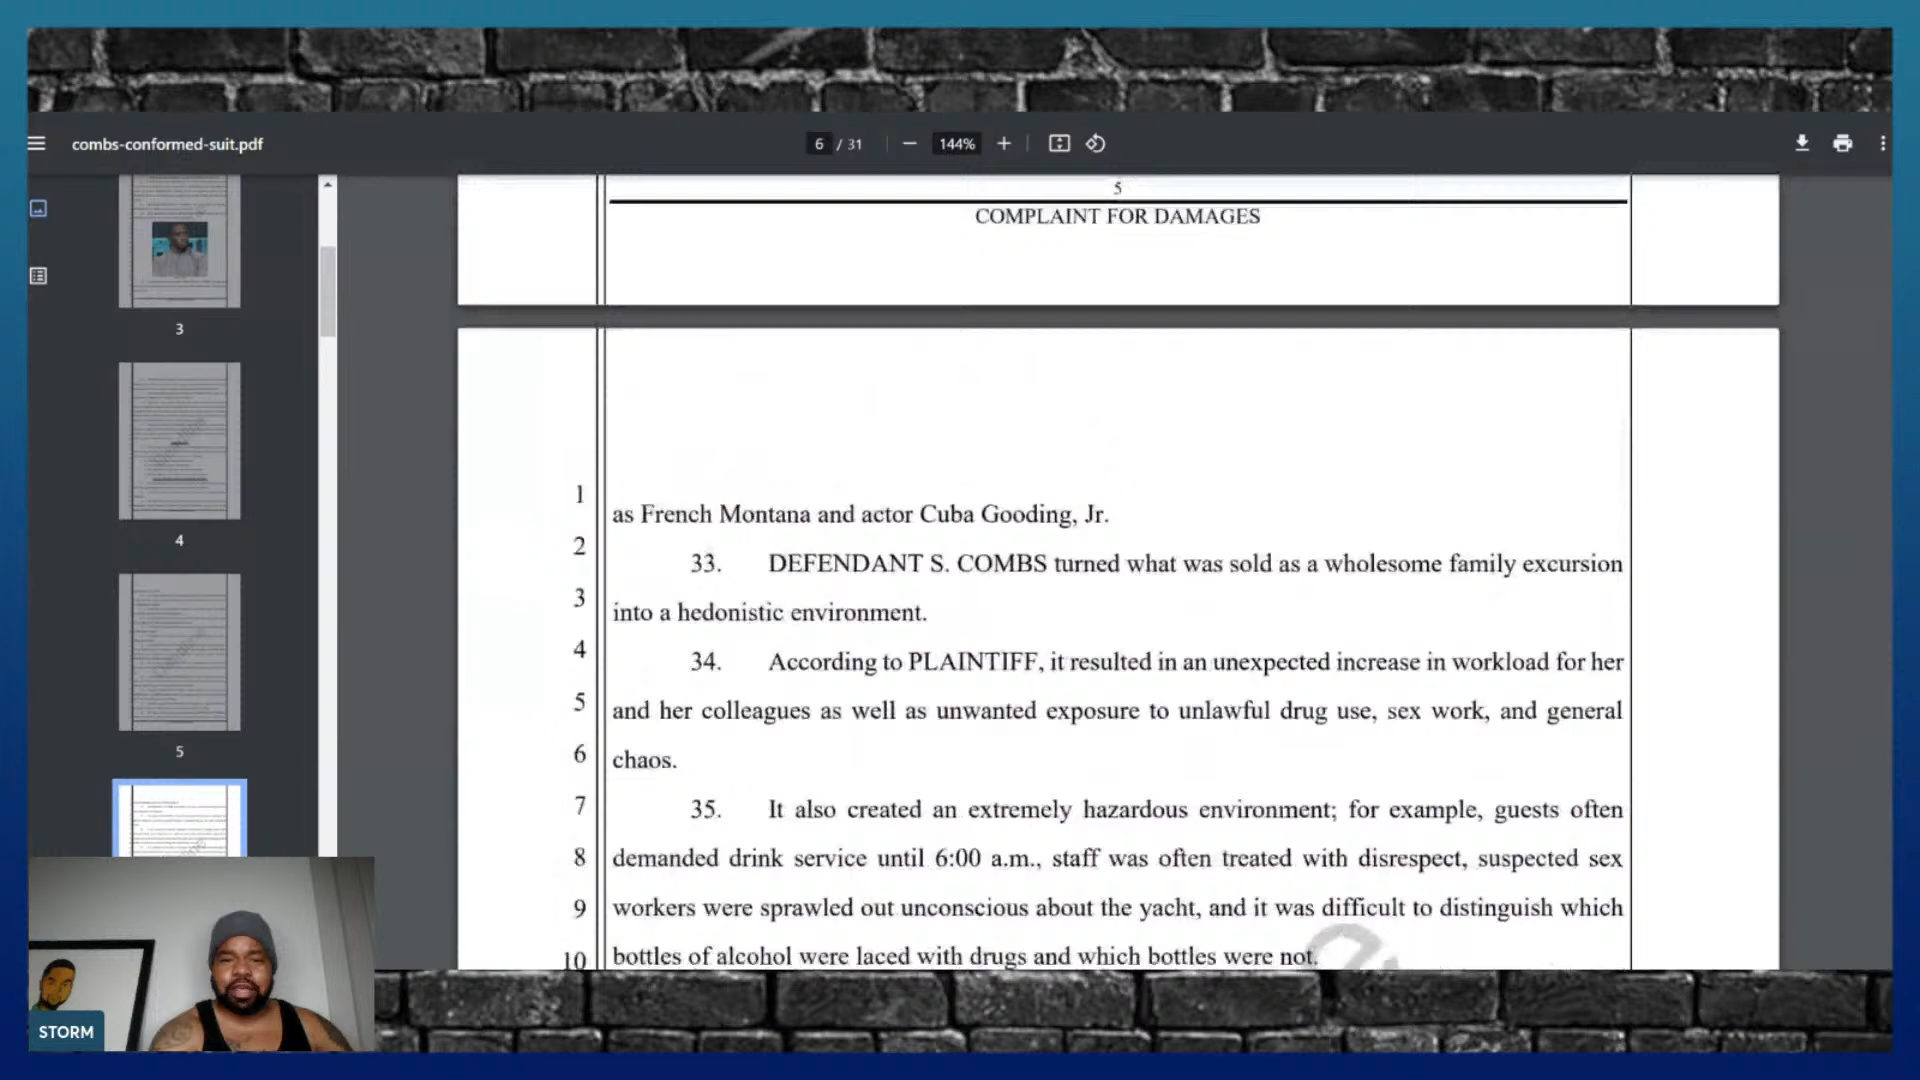 combs-conformed-suit.pdf
6 / 31
144%
5
COMPLAINT FOR DAMAGES
3
4
5
1
as French Montana and actor Cuba Gooding, Jr.
2
33. DEFENDANT S. COMBS turned what was sold as a wholesome family excursion
3
into a hedonistic environment.
4
34. According to PLAINTIFF, it resulted in an unexpected increase in workload for her
5
and her colleagues as well as unwanted exposure to unlawful drug use, sex work, and general
6
chaos.
7
35. It also created an extremely hazardous environment; for example, guests often
8
demanded drink service until 6:00 a.m., staff was often treated with disrespect, suspected sex
9
workers were sprawled out unconscious about the yacht, and it was difficult to distinguish which
10
bottles of alcohol were laced with drugs and which bottles were not.
STORM